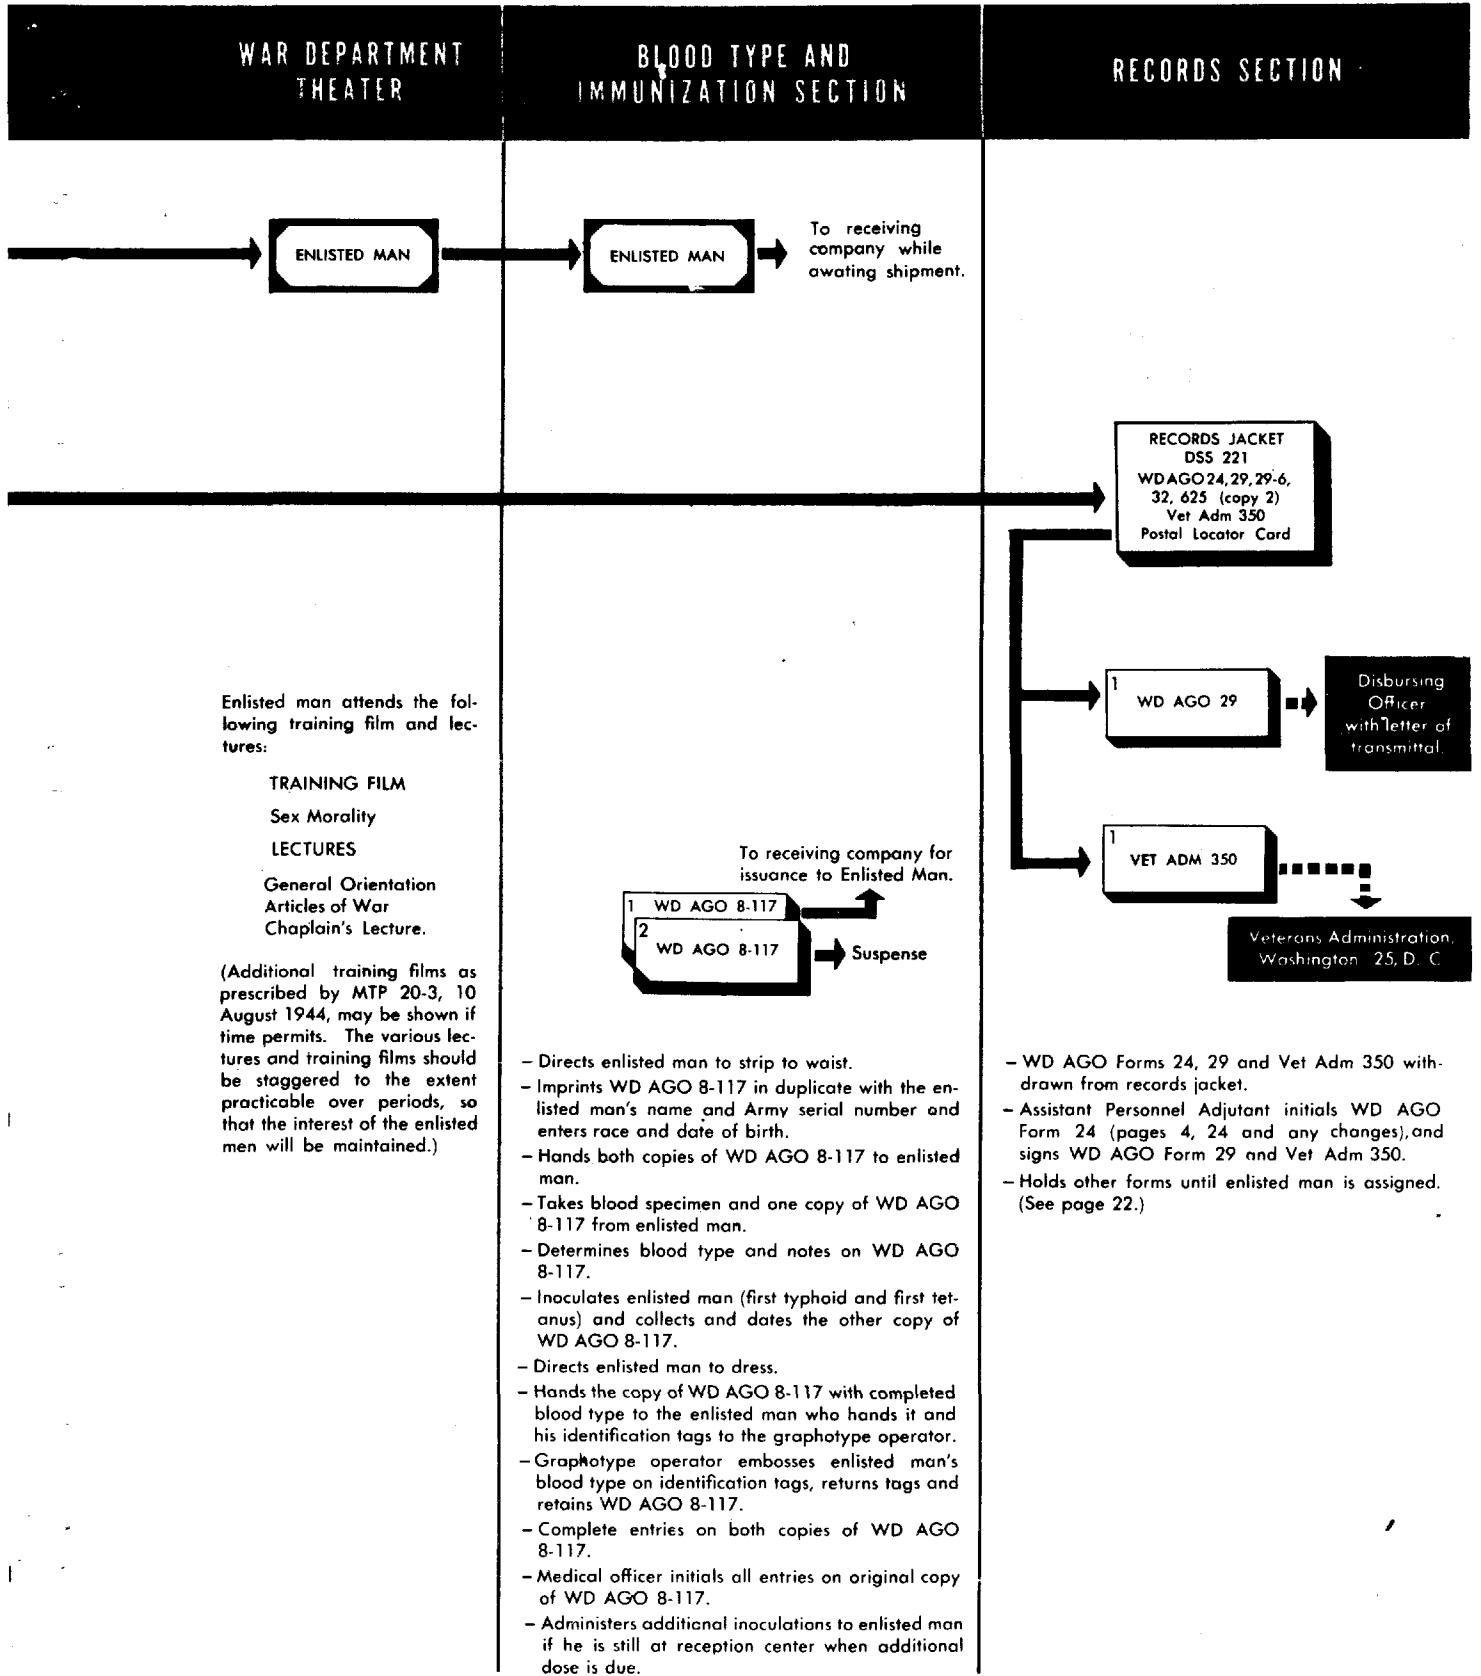 WAR DEPARTMENT
THEATER
BLOOD TYPE AND
IMMUNIZATION SECTION
RECORDS SECTION
ENLISTED MAN
ENLISTED MAN
To receiving
company while
awating shipment.
RECORDS JACKET
DSS 221
WD AGO 24, 29, 29-6,
32, 625 (copy 2)
Vet Adm 350
Postal Locator Card
1
WD AGO 29
Disbursing
Officer
with letter of
transmittal.
1
VET ADM 350
Veterans Administration,
Washington 25, D. C
Enlisted man attends the fol-
lowing training film and lec-
tures:
TRAINING FILM
Sex Morality
LECTURES
General Orientation
Articles of War
Chaplain's Lecture.
(Additional training films as
prescribed by MTP 20-3, 10
August 1944, may be shown if
time permits. The various lec-
tures and training films should
be staggered to the extent
practicable over periods, so
that the interest of the enlisted
men will be maintained.)
To receiving company for
issuance to Enlisted Man.
1 WD AGO 8-117
2
WD AGO 8-117
Suspense
– Directs enlisted man to strip to waist.
– Imprints WD AGO 8-117 in duplicate with the en-
listed man's name and Army serial number and
enters race and date of birth.
– Hands both copies of WD AGO 8-117 to enlisted
man.
– Takes blood specimen and one copy of WD AGO
8-117 from enlisted man.
– Determines blood type and notes on WD AGO
8-117.
– Inoculates enlisted man (first typhoid and first tet-
anus) and collects and dates the other copy of
WD AGO 8-117.
– Directs enlisted man to dress.
– Hands the copy of WD AGO 8-117 with completed
blood type to the enlisted man who hands it and
his identification tags to the graphotype operator.
– Graphotype operator embosses enlisted man's
blood type on identification tags, returns tags and
retains WD AGO 8-117.
– Complete entries on both copies of WD AGO
8-117.
– Medical officer initials all entries on original copy
of WD AGO 8-117.
– Administers additional inoculations to enlisted man
if he is still at reception center when additional
dose is due.
– WD AGO Forms 24, 29 and Vet Adm 350 with-
drawn from records jacket.
– Assistant Personnel Adjutant initials WD AGO
Form 24 (pages 4, 24 and any changes), and
signs WD AGO Form 29 and Vet Adm 350.
– Holds other forms until enlisted man is assigned.
(See page 22.)